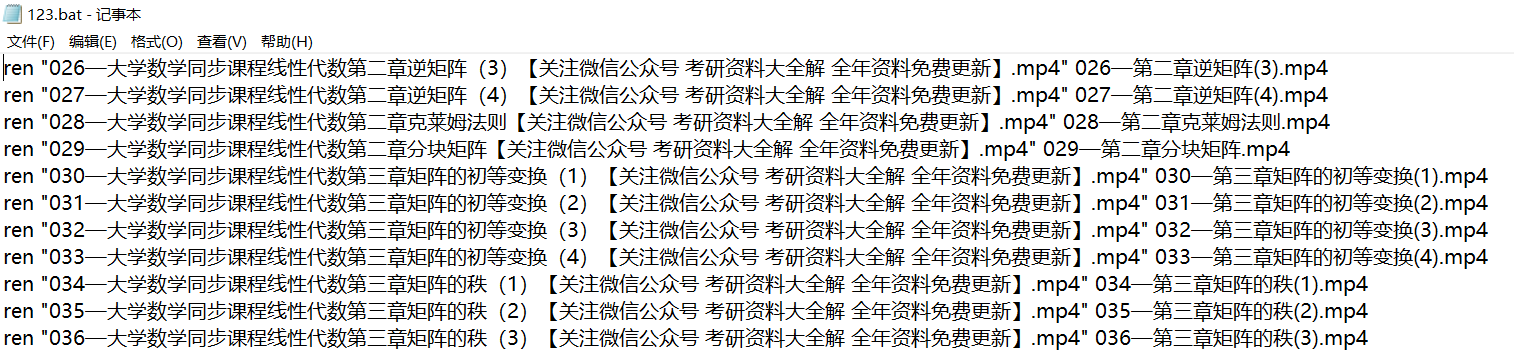 123.bat - 记事本
文件(F) 编辑(E) 格式(O) 查看(V) 帮助(H)
ren "026—大学数学同步课程线性代数第二章逆矩阵（3）【关注微信公众号 考研资料大全解 全年资料免费更新】.mp4" 026—第二章逆矩阵(3).mp4
ren "027—大学数学同步课程线性代数第二章逆矩阵（4）【关注微信公众号 考研资料大全解 全年资料免费更新】.mp4" 027—第二章逆矩阵(4).mp4
ren "028—大学数学同步课程线性代数第二章克莱姆法则【关注微信公众号 考研资料大全解 全年资料免费更新】.mp4" 028—第二章克莱姆法则.mp4
ren "029—大学数学同步课程线性代数第二章分块矩阵【关注微信公众号 考研资料大全解 全年资料免费更新】.mp4" 029—第二章分块矩阵.mp4
ren "030—大学数学同步课程线性代数第三章矩阵的初等变换（1）【关注微信公众号 考研资料大全解 全年资料免费更新】.mp4" 030—第三章矩阵的初等变换(1).mp4
ren "031—大学数学同步课程线性代数第三章矩阵的初等变换（2）【关注微信公众号 考研资料大全解 全年资料免费更新】.mp4" 031—第三章矩阵的初等变换(2).mp4
ren "032—大学数学同步课程线性代数第三章矩阵的初等变换（3）【关注微信公众号 考研资料大全解 全年资料免费更新】.mp4" 032—第三章矩阵的初等变换(3).mp4
ren "033—大学数学同步课程线性代数第三章矩阵的初等变换（4）【关注微信公众号 考研资料大全解 全年资料免费更新】.mp4" 033—第三章矩阵的初等变换(4).mp4
ren "034—大学数学同步课程线性代数第三章矩阵的秩（1）【关注微信公众号 考研资料大全解 全年资料免费更新】.mp4" 034—第三章矩阵的秩(1).mp4
ren "035—大学数学同步课程线性代数第三章矩阵的秩（2）【关注微信公众号 考研资料大全解 全年资料免费更新】.mp4" 035—第三章矩阵的秩(2).mp4
ren "036—大学数学同步课程线性代数第三章矩阵的秩（3）【关注微信公众号 考研资料大全解 全年资料免费更新】.mp4" 036—第三章矩阵的秩(3).mp4